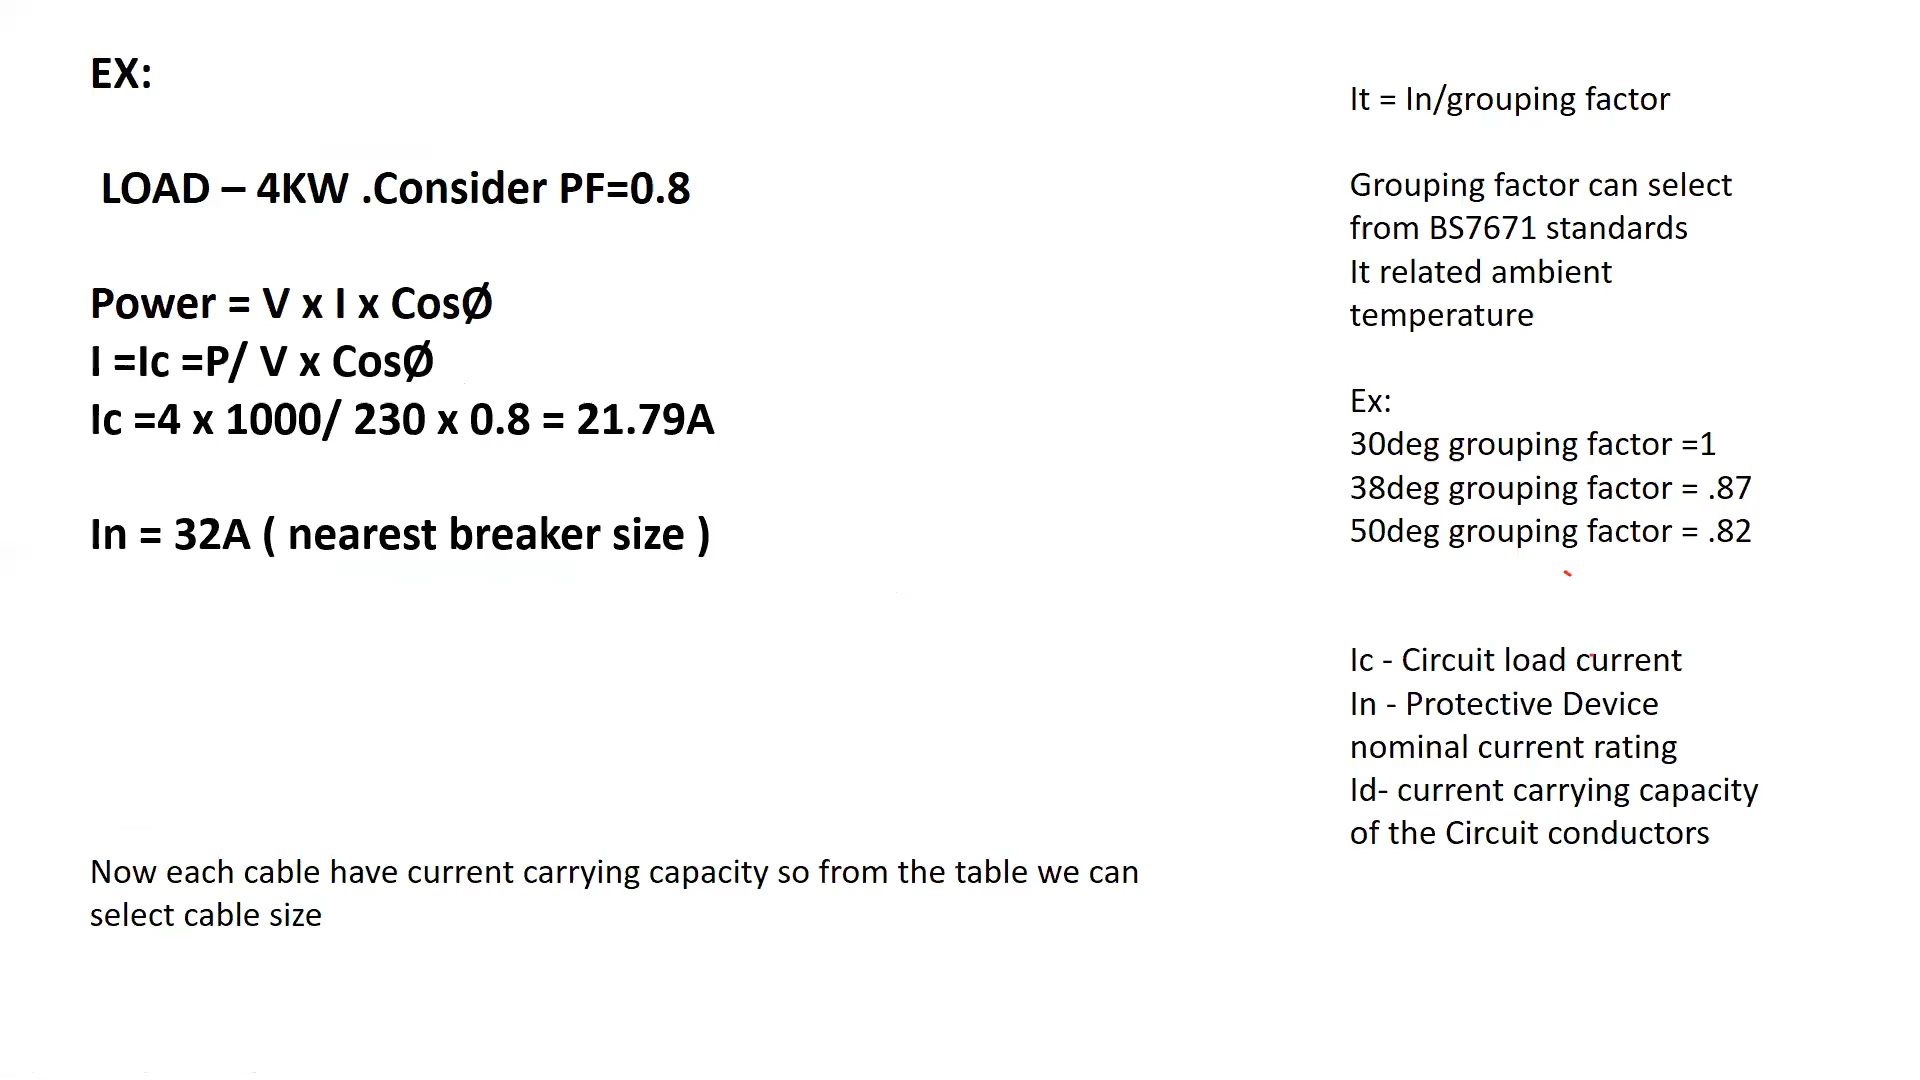 EX:
LOAD – 4KW .Consider PF=0.8
Power = V x I x CosØ
I =Ic =P/ V x CosØ
Ic =4 x 1000/ 230 x 0.8 = 21.79A
In = 32A ( nearest breaker size )
Now each cable have current carrying capacity so from the table we can
select cable size
It = In/grouping factor
Grouping factor can select
from BS7671 standards
It related ambient
temperature
Ex:
30deg grouping factor =1
38deg grouping factor = .87
50deg grouping factor = .82
Ic - Circuit load current
In - Protective Device
nominal current rating
Id- current carrying capacity
of the Circuit conductors